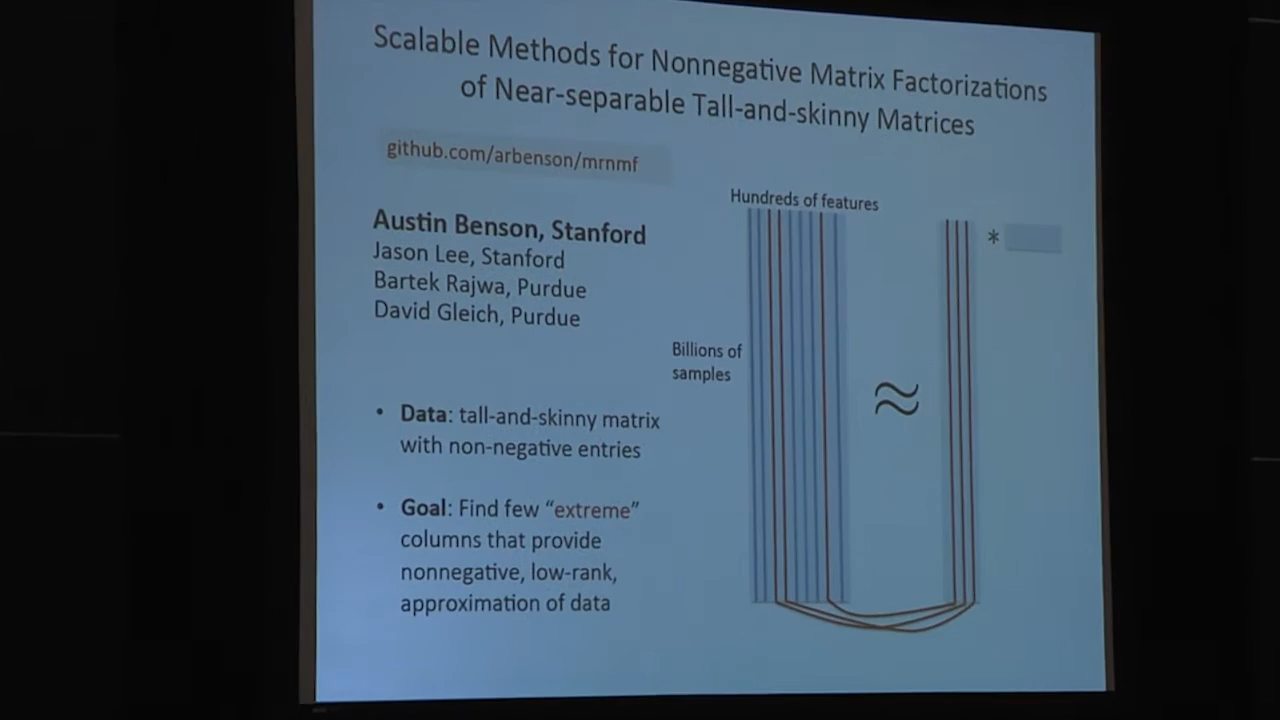 Scalable Methods for Nonnegative Matrix Factorizations
of Near-separable Tall-and-skinny Matrices
github.com/arbenson/mrnmf
Austin Benson, Stanford
Jason Lee, Stanford
Bartek Rajwa, Purdue
David Gleich, Purdue
• Data: tall-and-skinny matrix
with non-negative entries
• Goal: Find few “extreme”
columns that provide
nonnegative, low-rank,
approximation of data
Hundreds of features
Billions of
samples
≈
*